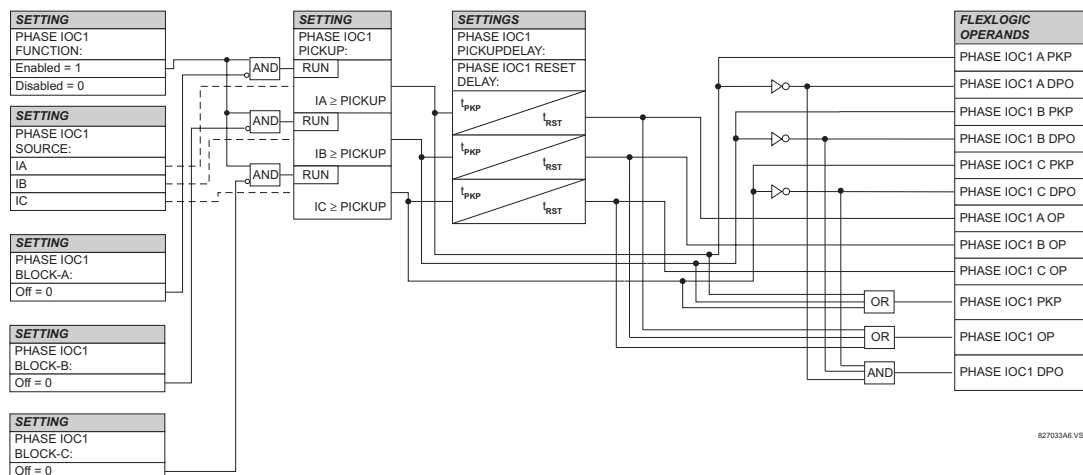 SETTING
PHASE IOC1
FUNCTION:
Enabled = 1
Disabled = 0
SETTING
PHASE IOC1
SOURCE:
IA
IB
IC
SETTING
PHASE IOC1
BLOCK-A:
Off = 0
SETTING
PHASE IOC1
BLOCK-B:
Off = 0
SETTING
PHASE IOC1
BLOCK-C:
Off = 0
AND
AND
AND
SETTING
PHASE IOC1
PICKUP:
RUN
IA ≥ PICKUP
RUN
IB ≥ PICKUP
RUN
IC ≥ PICKUP
SETTINGS
PHASE IOC1
PICKUPDELAY:
PHASE IOC1 RESET
DELAY:
tPKP
tRST
tPKP
tRST
tPKP
tRST
OR
OR
AND
FLEXLOGIC
OPERANDS
PHASE IOC1 A PKP
PHASE IOC1 A DPO
PHASE IOC1 B PKP
PHASE IOC1 B DPO
PHASE IOC1 C PKP
PHASE IOC1 C DPO
PHASE IOC1 A OP
PHASE IOC1 B OP
PHASE IOC1 C OP
PHASE IOC1 PKP
PHASE IOC1 OP
PHASE IOC1 DPO
827033A6.VS